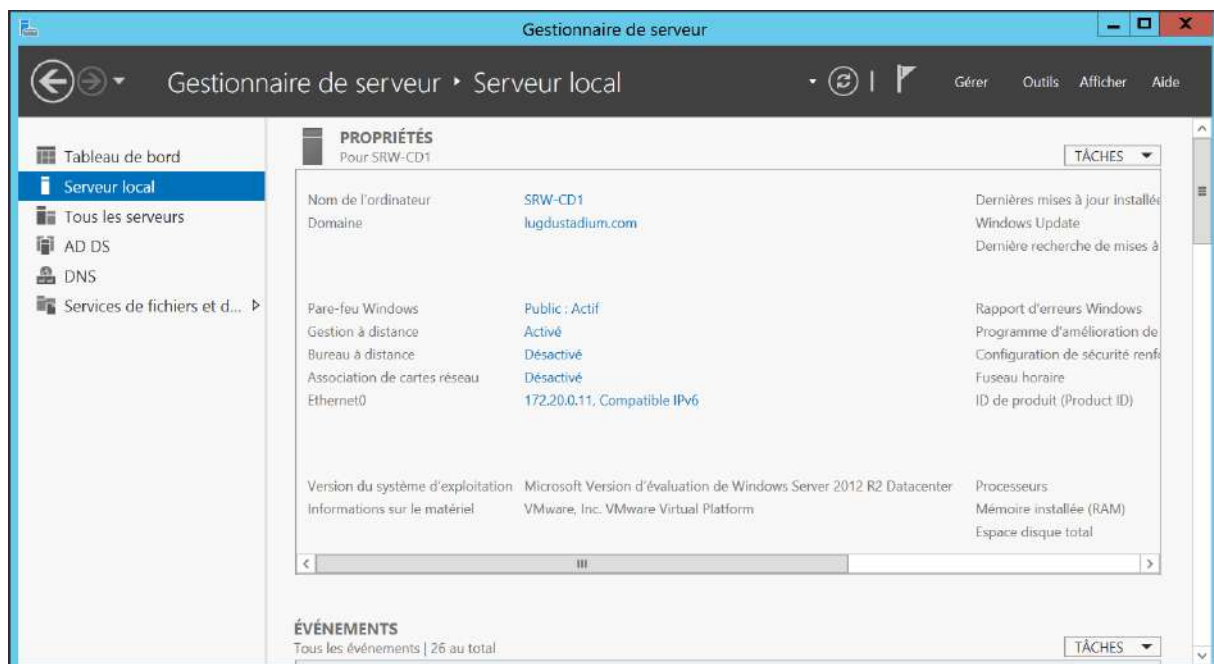 Gestionnaire de serveur
Gestionnaire de serveur ‣ Serveur local
Gérer Outils Afficher Aide
Tableau de bord
Serveur local
Tous les serveurs
AD DS
DNS
Services de fichiers et d...
PROPRIÉTÉS
Pour SRW-CD1
TÂCHES
Nom de l'ordinateur SRW-CD1 Dernières mises à jour installée
Domaine lugdustadium.com Windows Update
Dernière recherche de mises à
Pare-feu Windows Public : Actif Rapport d'erreurs Windows
Gestion à distance Activé Programme d'amélioration de
Bureau à distance Désactivé Configuration de sécurité renfo
Association de cartes réseau Désactivé Fuseau horaire
Ethernet0 172.20.0.11, Compatible IPv6 ID de produit (Product ID)
Version du système d'exploitation Microsoft Version d'évaluation de Windows Server 2012 R2 Datacenter Processeurs
Informations sur le matériel VMware, Inc. VMware Virtual Platform Mémoire installée (RAM)
Espace disque total
ÉVÉNEMENTS
Tous les événements | 26 au total
TÂCHES